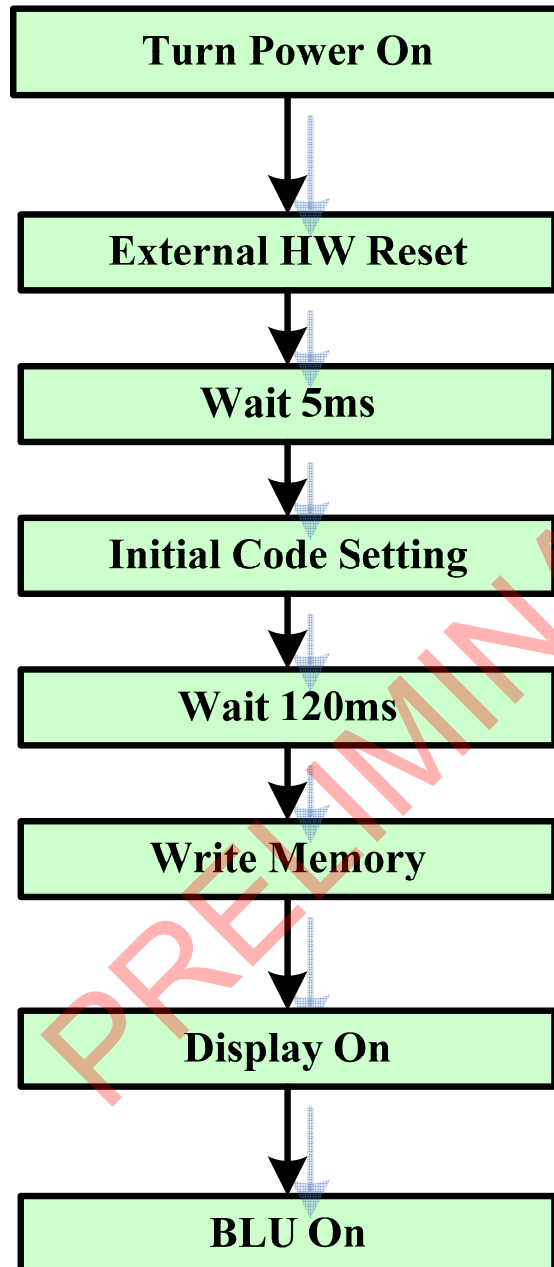 Turn Power On
External HW Reset
Wait 5ms
Initial Code Setting
Wait 120ms
Write Memory
Display On
BLU On